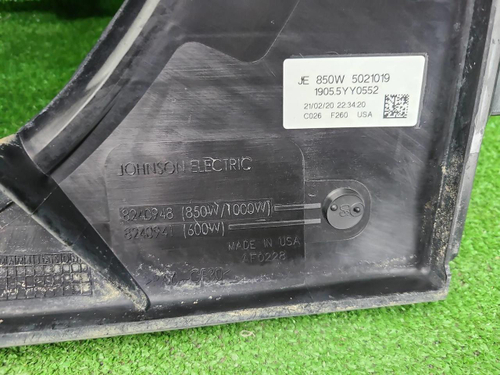 JE 850W 5021019
1905.5YY0552
21/02/20 22:34:20
C026 F260 USA
JOHNSON ELECTRIC
8940948 (850W/1000W)
(600W)
MADE IN USA